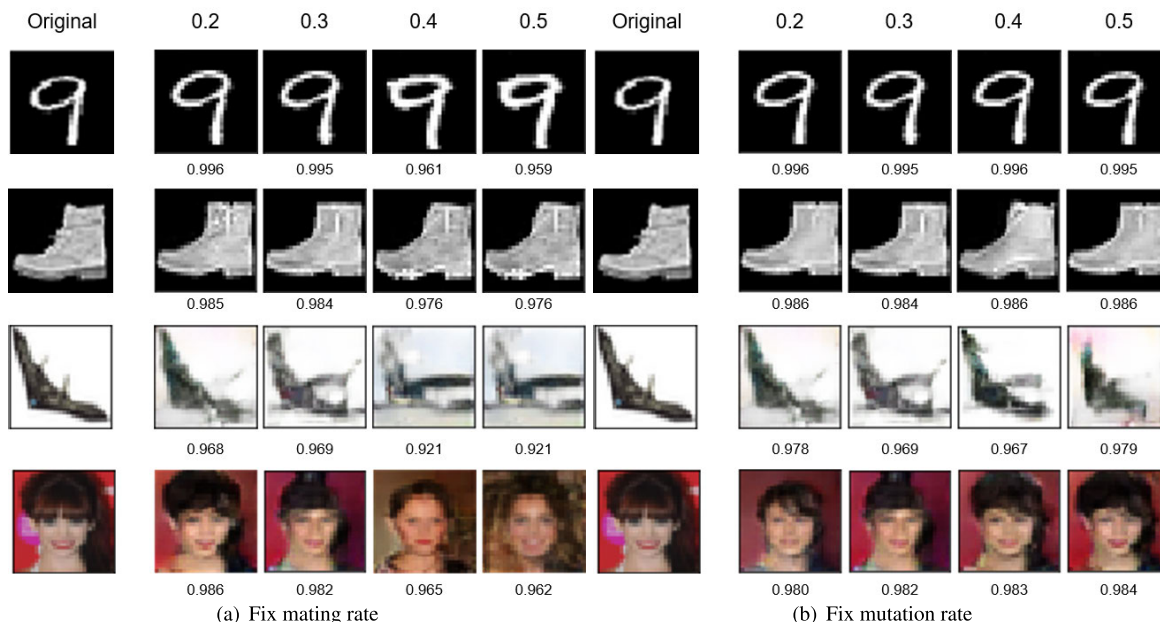 Original 0.2 0.3 0.4 0.5 Original 0.2 0.3 0.4 0.5
0.996 0.995 0.961 0.959 0.996 0.995 0.996 0.995
0.985 0.984 0.976 0.976 0.986 0.984 0.986 0.986
0.968 0.969 0.921 0.921 0.978 0.969 0.967 0.979
0.986 0.982 0.965 0.962 0.980 0.982 0.983 0.984
(a) Fix mating rate (b) Fix mutation rate